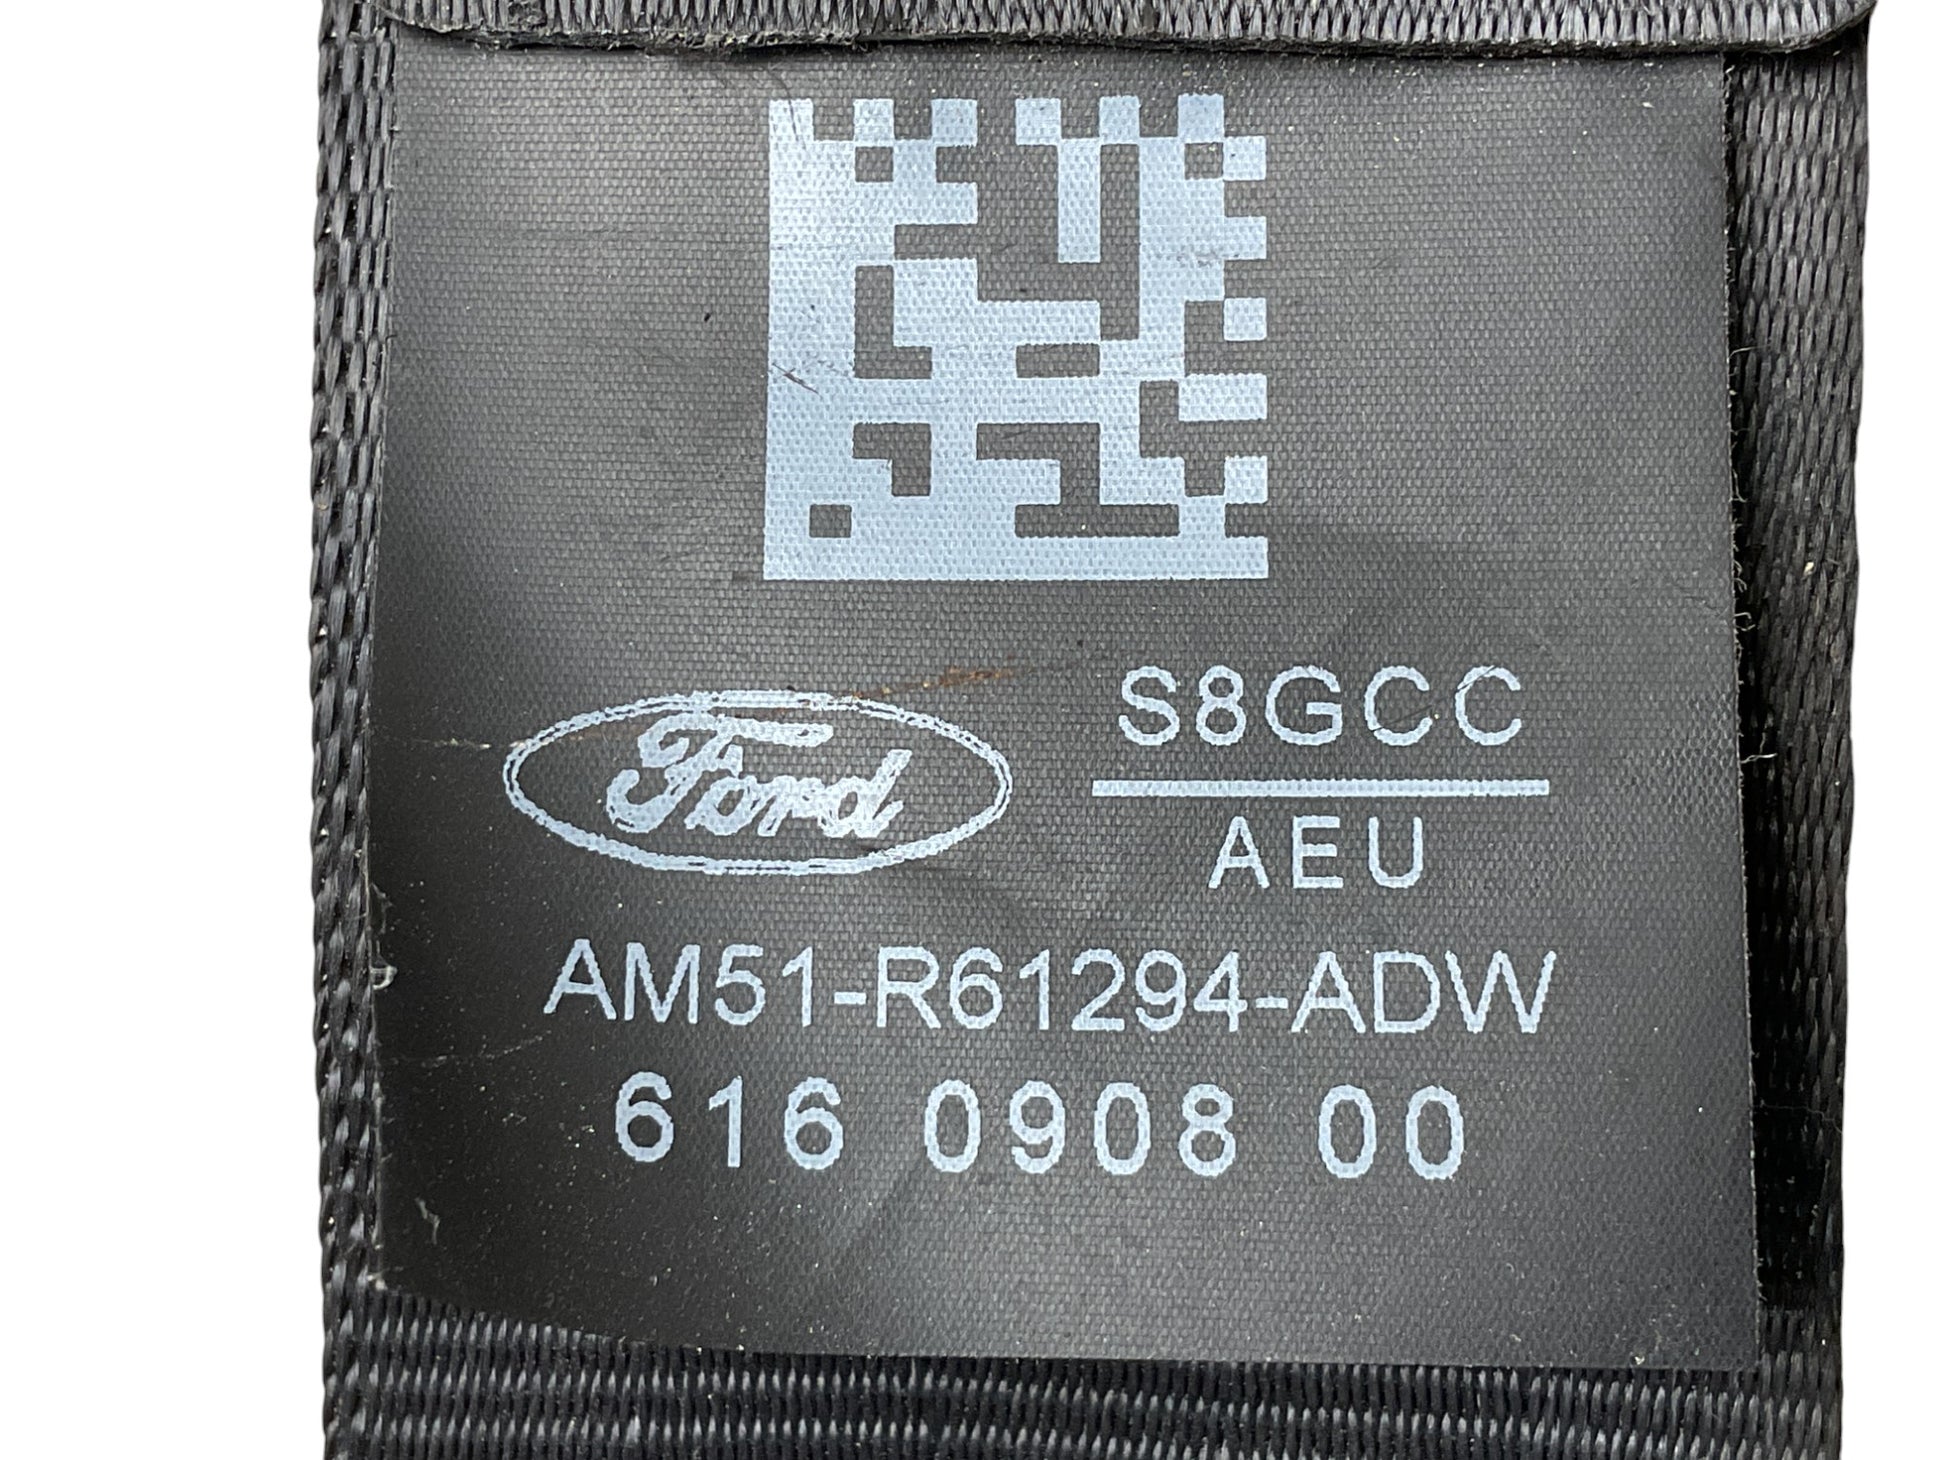 S8GCC
Ford
AEU
AM51-R61294-ADW
616 0908 00